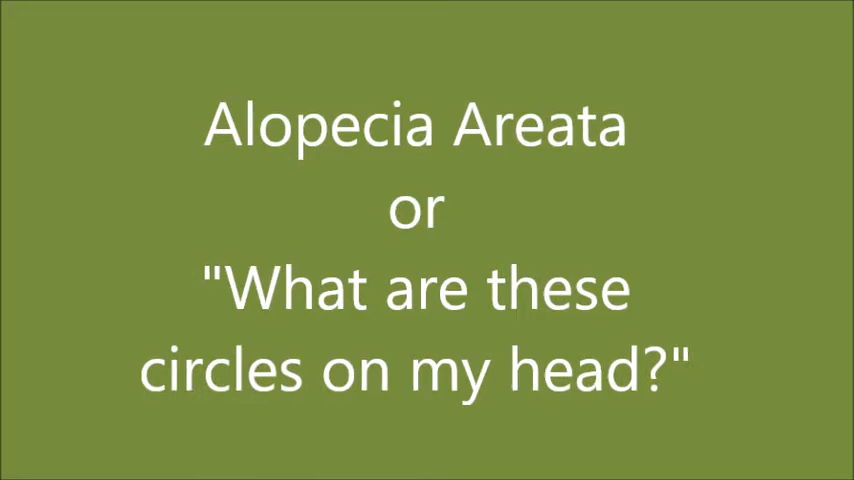 Alopecia Areata
or
"What are these
circles on my head?"